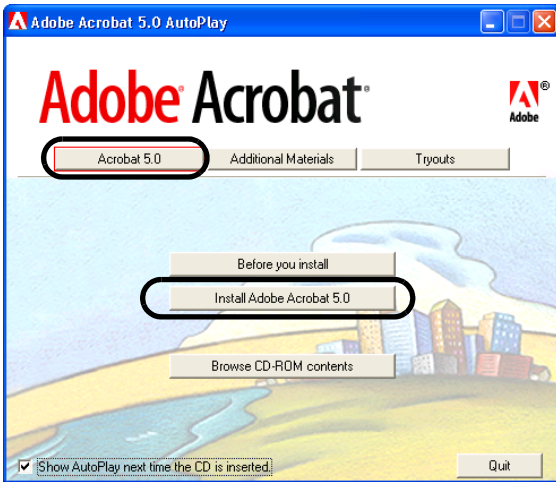 Adobe Acrobat 5.0 AutoPlay
Adobe Acrobat
Adobe
Acrobat 5.0 Additional Materials Tryouts
Before you install
Install Adobe Acrobat 5.0
Browse CD-ROM contents
Show AutoPlay next time the CD is inserted. Quit